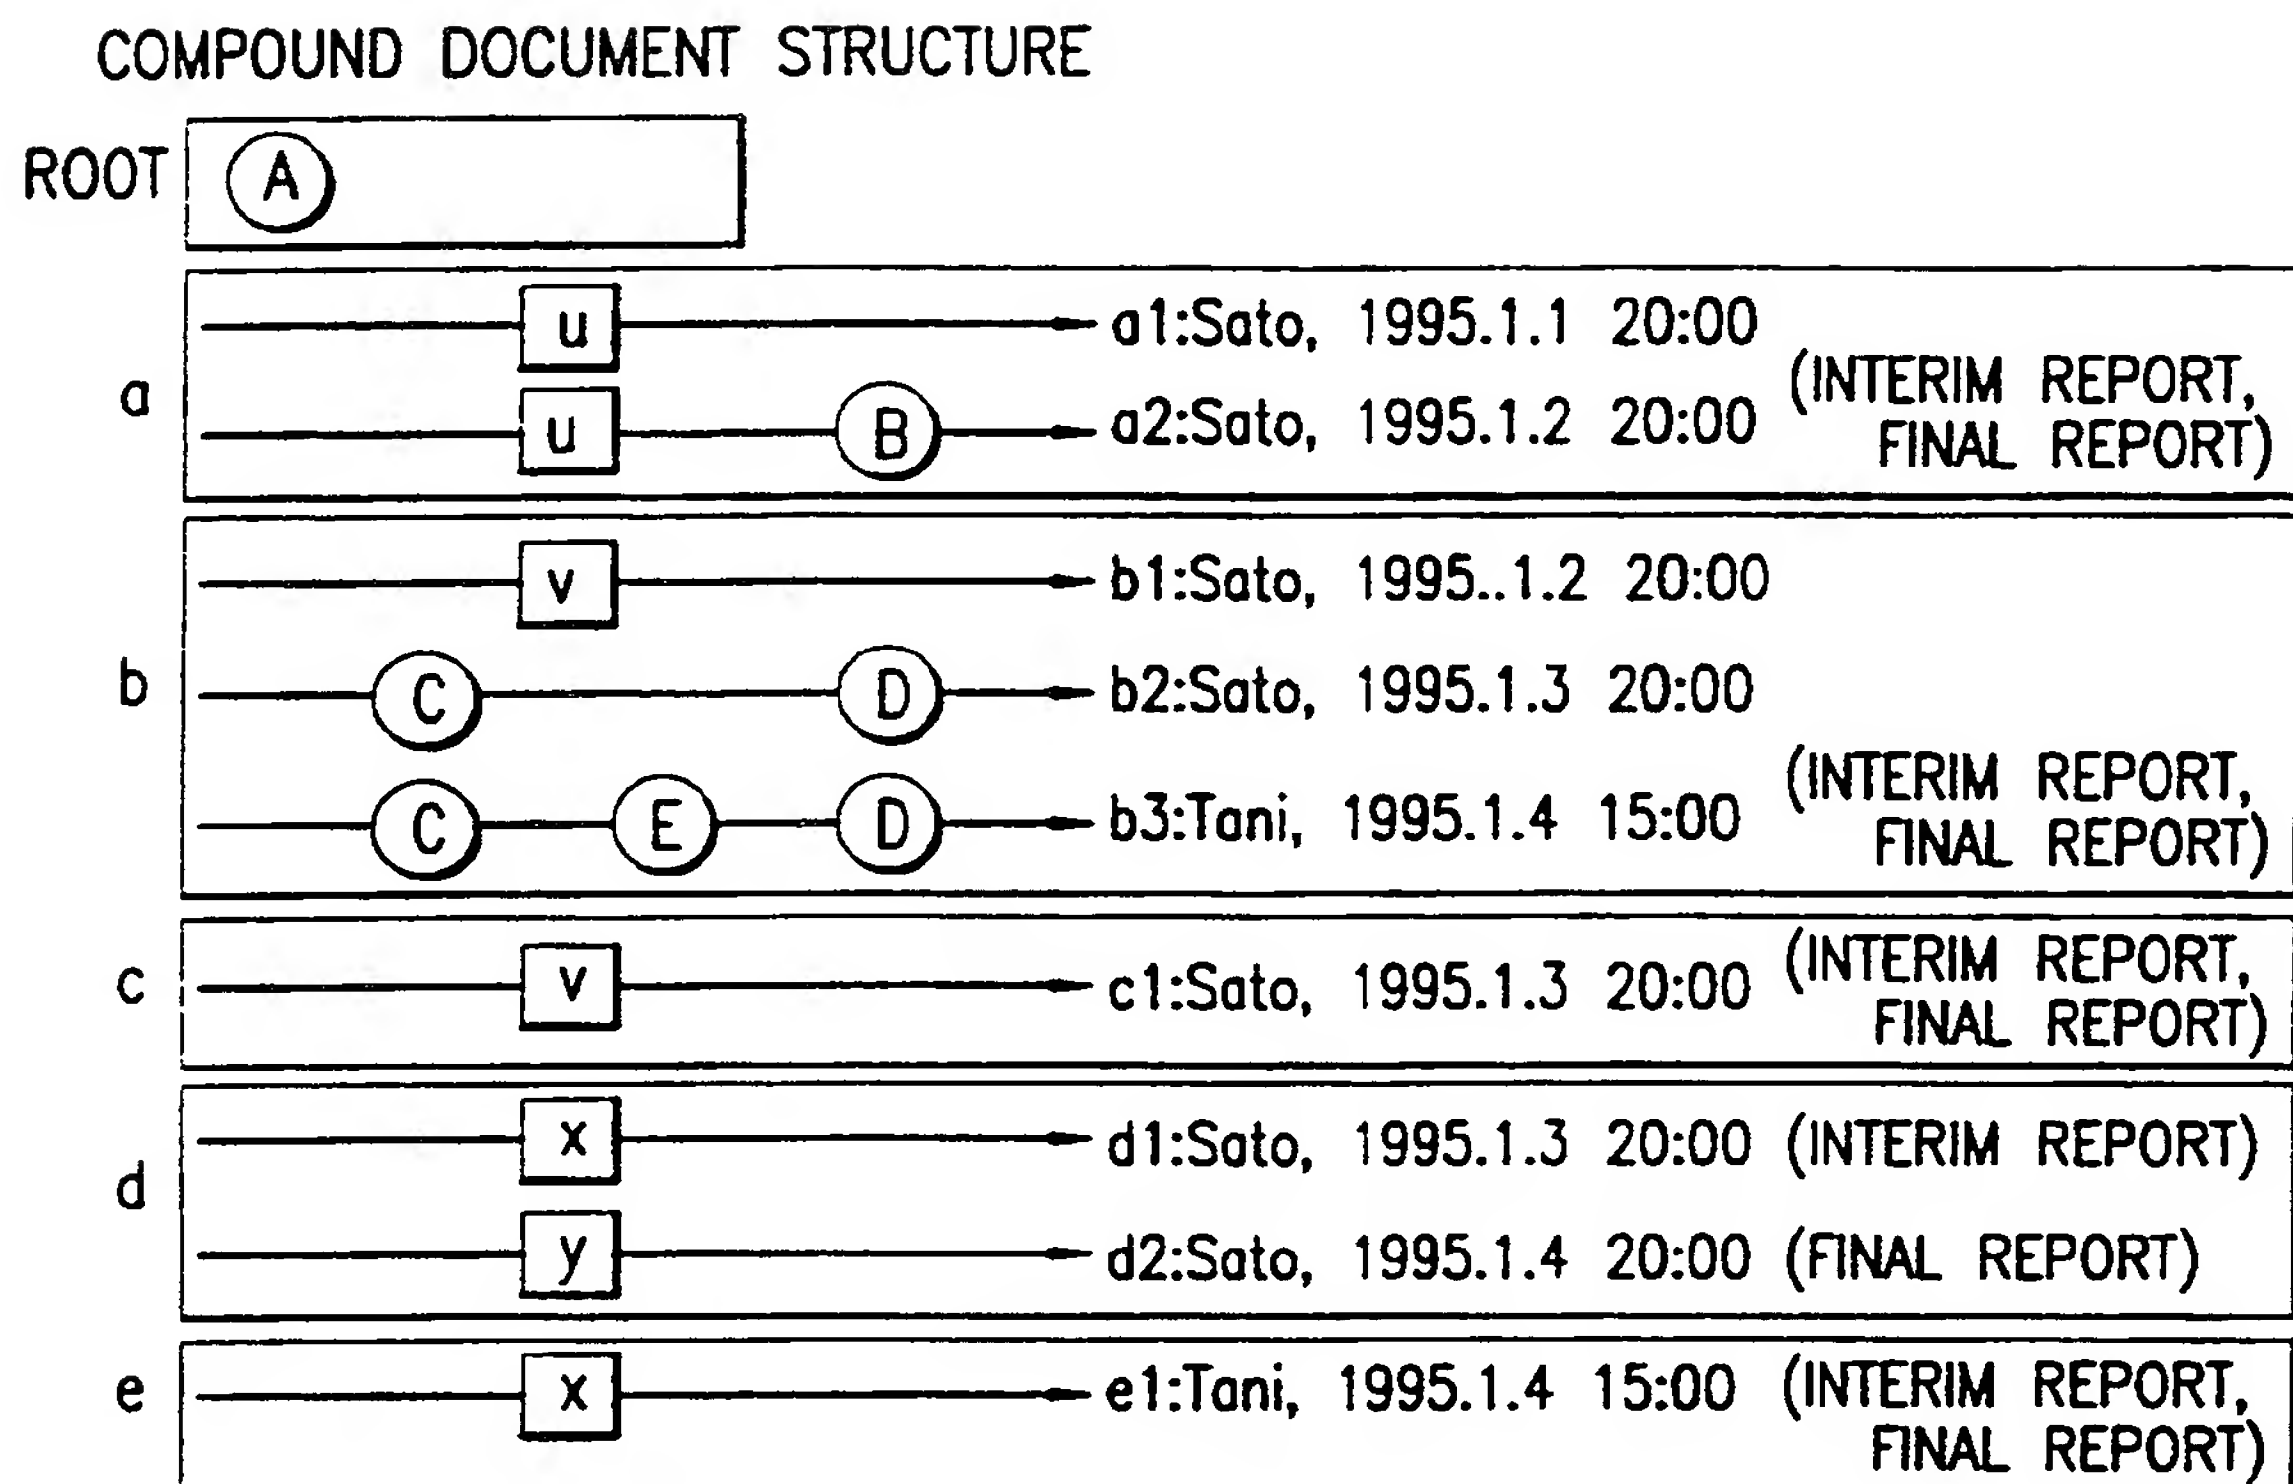 COMPOUND DOCUMENT STRUCTURE
ROOT A
a
u a1:Sato, 1995.1.1 20:00
u B a2:Sato, 1995.1.2 20:00 (INTERIM REPORT,
FINAL REPORT)
b
v b1:Sato, 1995..1.2 20:00
C D b2:Sato, 1995.1.3 20:00
C E D b3:Tani, 1995.1.4 15:00 (INTERIM REPORT,
FINAL REPORT)
c v c1:Sato, 1995.1.3 20:00 (INTERIM REPORT,
FINAL REPORT)
d
x d1:Sato, 1995.1.3 20:00 (INTERIM REPORT)
y d2:Sato, 1995.1.4 20:00 (FINAL REPORT)
e x e1:Tani, 1995.1.4 15:00 (INTERIM REPORT,
FINAL REPORT)